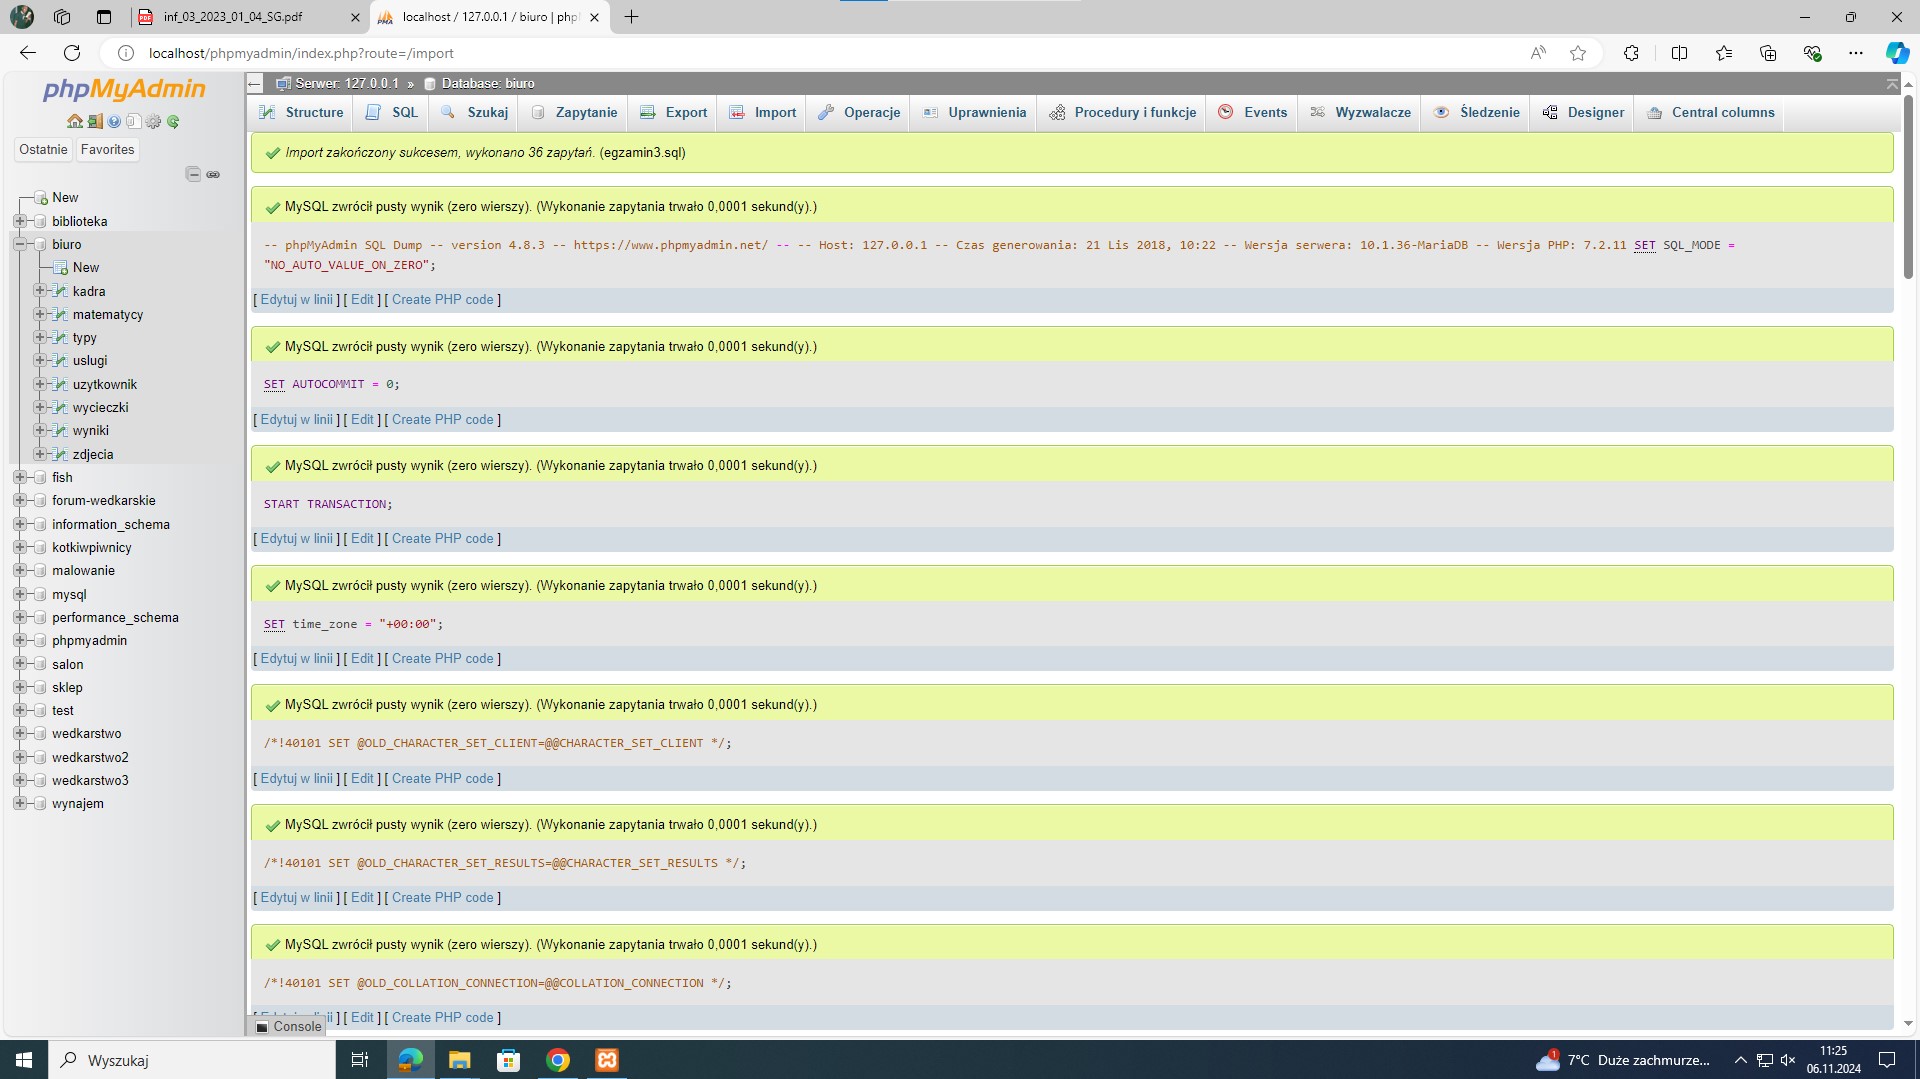 inf_03_2023_01_04_SG.pdf
localhost / 127.0.0.1 / biuro | php
localhost/phpmyadmin/index.php?route=/import
phpMyAdmin
Ostatnie
Favorites
New
biblioteka
biuro
New
kadra
matematycy
typy
uslugi
uzytkownik
wycieczki
wyniki
zdjecia
fish
forum-wedkarskie
information_schema
kotkiwpiwnicy
malowanie
mysql
performance_schema
phpmyadmin
salon
sklep
test
wedkarstwo
wedkarstwo2
wedkarstwo3
wynajem
Serwer: 127.0.0.1 » Database: biuro
Structure SQL Szukaj Zapytanie Export Import Operacje Uprawnienia Procedury i funkcje Events Wyzwalacze Śledzenie Designer Central columns
Import zakończony sukcesem, wykonano 36 zapytań. (egzamin3.sql)
MySQL zwrócił pusty wynik (zero wierszy). (Wykonanie zapytania trwało 0,0001 sekund(y).)
-- phpMyAdmin SQL Dump -- version 4.8.3 -- https://www.phpmyadmin.net/ -- -- Host: 127.0.0.1 -- Czas generowania: 21 Lis 2018, 10:22 -- Wersja serwera: 10.1.36-MariaDB -- Wersja PHP: 7.2.11 SET SQL_MODE =
"NO_AUTO_VALUE_ON_ZERO";
[ Edytuj w linii ] [ Edit ] [ Create PHP code ]
MySQL zwrócił pusty wynik (zero wierszy). (Wykonanie zapytania trwało 0,0001 sekund(y).)
SET AUTOCOMMIT = 0;
[ Edytuj w linii ] [ Edit ] [ Create PHP code ]
MySQL zwrócił pusty wynik (zero wierszy). (Wykonanie zapytania trwało 0,0001 sekund(y).)
START TRANSACTION;
[ Edytuj w linii ] [ Edit ] [ Create PHP code ]
MySQL zwrócił pusty wynik (zero wierszy). (Wykonanie zapytania trwało 0,0001 sekund(y).)
SET time_zone = "+00:00";
[ Edytuj w linii ] [ Edit ] [ Create PHP code ]
MySQL zwrócił pusty wynik (zero wierszy). (Wykonanie zapytania trwało 0,0001 sekund(y).)
/*!40101 SET @OLD_CHARACTER_SET_CLIENT=@@CHARACTER_SET_CLIENT */;
[ Edytuj w linii ] [ Edit ] [ Create PHP code ]
MySQL zwrócił pusty wynik (zero wierszy). (Wykonanie zapytania trwało 0,0001 sekund(y).)
/*!40101 SET @OLD_CHARACTER_SET_RESULTS=@@CHARACTER_SET_RESULTS */;
[ Edytuj w linii ] [ Edit ] [ Create PHP code ]
MySQL zwrócił pusty wynik (zero wierszy). (Wykonanie zapytania trwało 0,0001 sekund(y).)
/*!40101 SET @OLD_COLLATION_CONNECTION=@@COLLATION_CONNECTION */;
[ Edit ] [ Create PHP code ]
Console
Wyszukaj
1
7°C Duże zachmurze...
11:25
06.11.2024